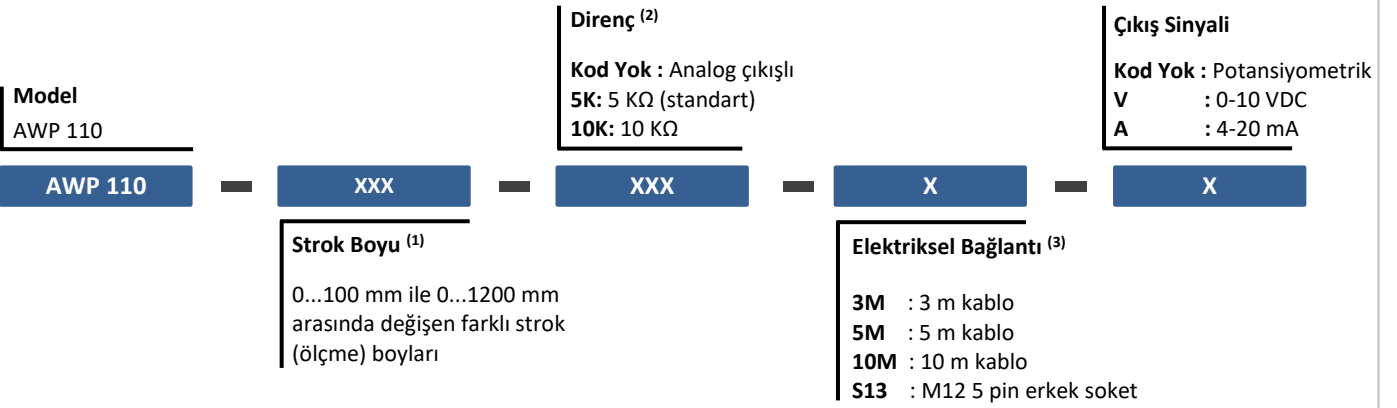 Model
AWP 110
Direnç (2)
Kod Yok : Analog çıkışlı
5K: 5 KΩ (standart)
10K: 10 KΩ
Çıkış Sinyali
Kod Yok : Potansiyometrik
V : 0-10 VDC
A : 4-20 mA
AWP 110 — XXX — XXX — X — X
Strok Boyu (1)
0...100 mm ile 0...1200 mm
arasında değişen farklı strok
(ölçme) boyları
Elektriksel Bağlantı (3)
3M : 3 m kablo
5M : 5 m kablo
10M : 10 m kablo
S13 : M12 5 pin erkek soket